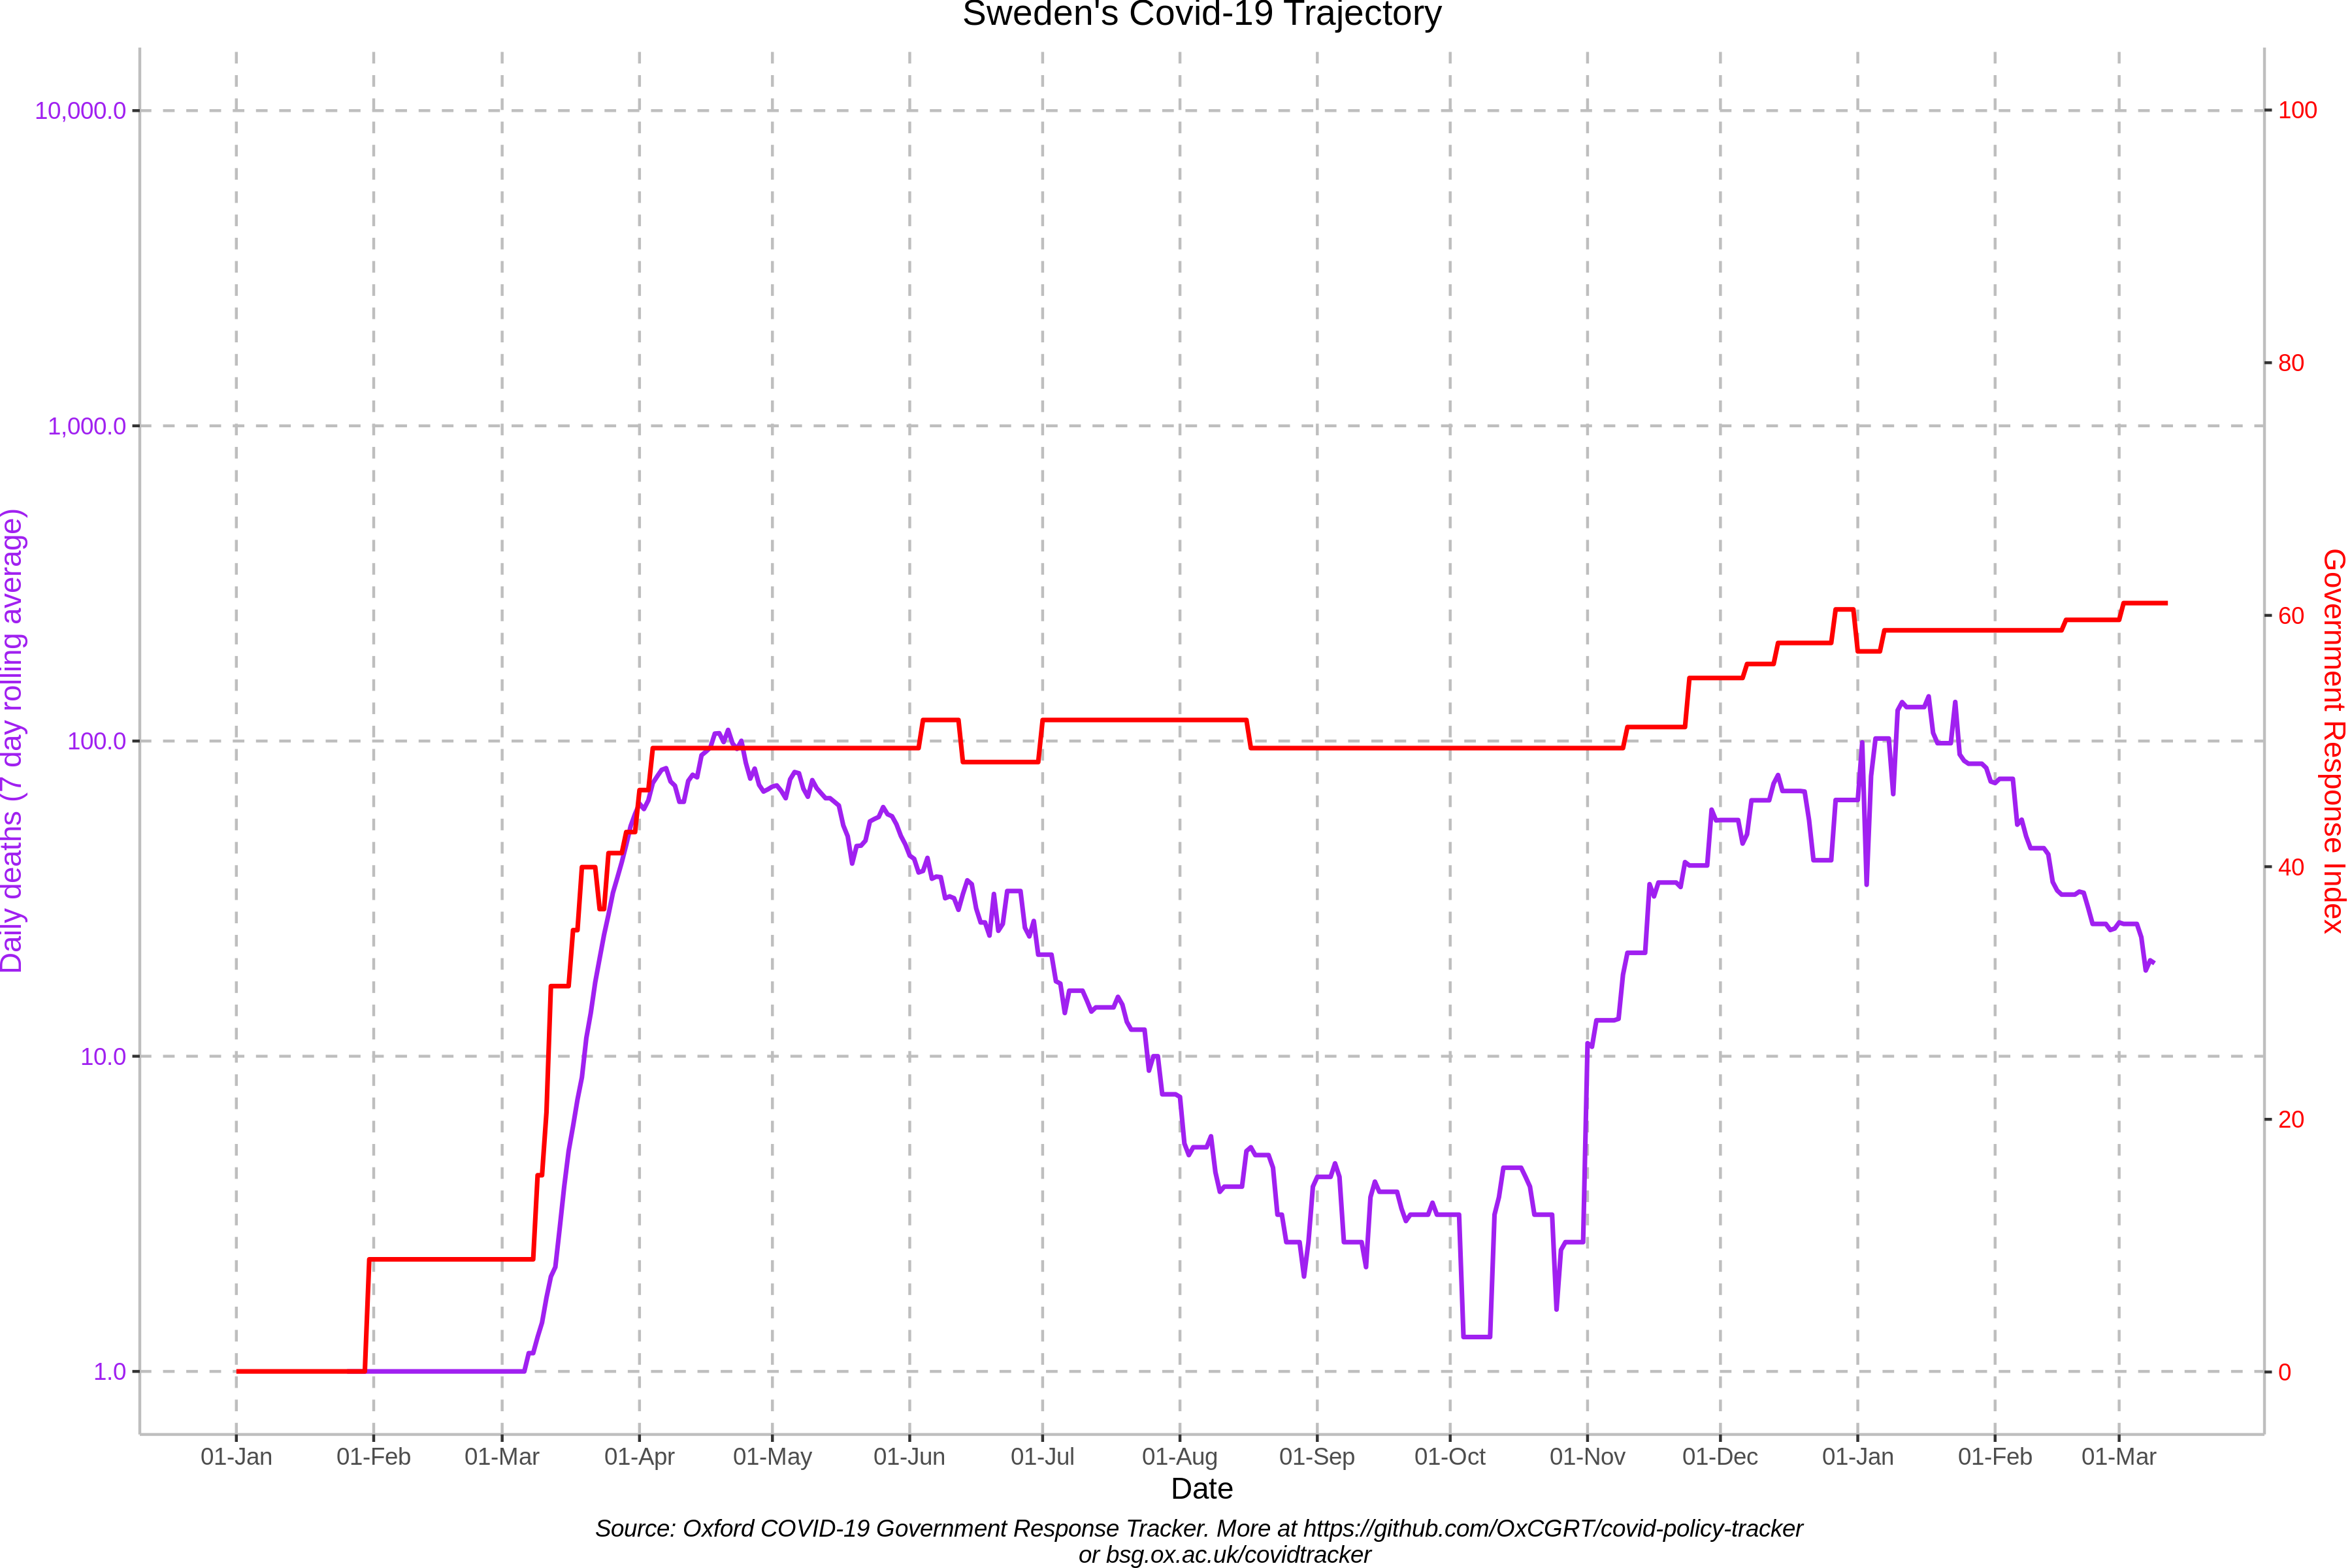 Sweden's Covid-19 Trajectory
10,000.0
1,000.0
100.0
10.0
1.0
Daily deaths (7 day rolling average)
100
80
60
40
20
0
Government Response Index
01-Jan 01-Feb 01-Mar 01-Apr 01-May 01-Jun 01-Jul 01-Aug 01-Sep 01-Oct 01-Nov 01-Dec 01-Jan 01-Feb 01-Mar
Date
Source: Oxford COVID-19 Government Response Tracker. More at https://github.com/OxCGRT/covid-policy-tracker
or bsg.ox.ac.uk/covidtracker